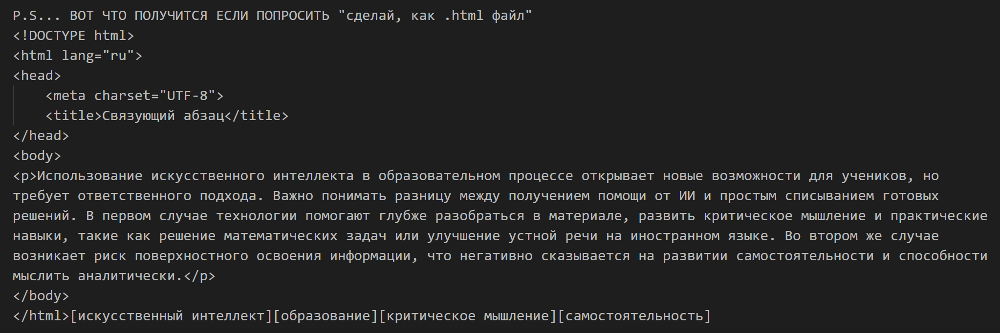 P.S... ВОТ ЧТО ПОЛУЧИТСЯ ЕСЛИ ПОПРОСИТЬ "сделай, как .html файл"
<!DOCTYPE html>
<html lang="ru">
<head>
    <meta charset="UTF-8">
    <title>Связующий абзац</title>
</head>
<body>
<p>Использование искусственного интеллекта в образовательном процессе открывает новые возможности для учеников, но
требует ответственного подхода. Важно понимать разницу между получением помощи от ИИ и простым списыванием готовых
решений. В первом случае технологии помогают глубже разобраться в материале, развить критическое мышление и практические
навыки, такие как решение математических задач или улучшение устной речи на иностранном языке. Во втором же случае
возникает риск поверхностного освоения информации, что негативно сказывается на развитии самостоятельности и способности
мыслить аналитически.</p>
</body>
</html>[искусственный интеллект][образование][критическое мышление][самостоятельность]